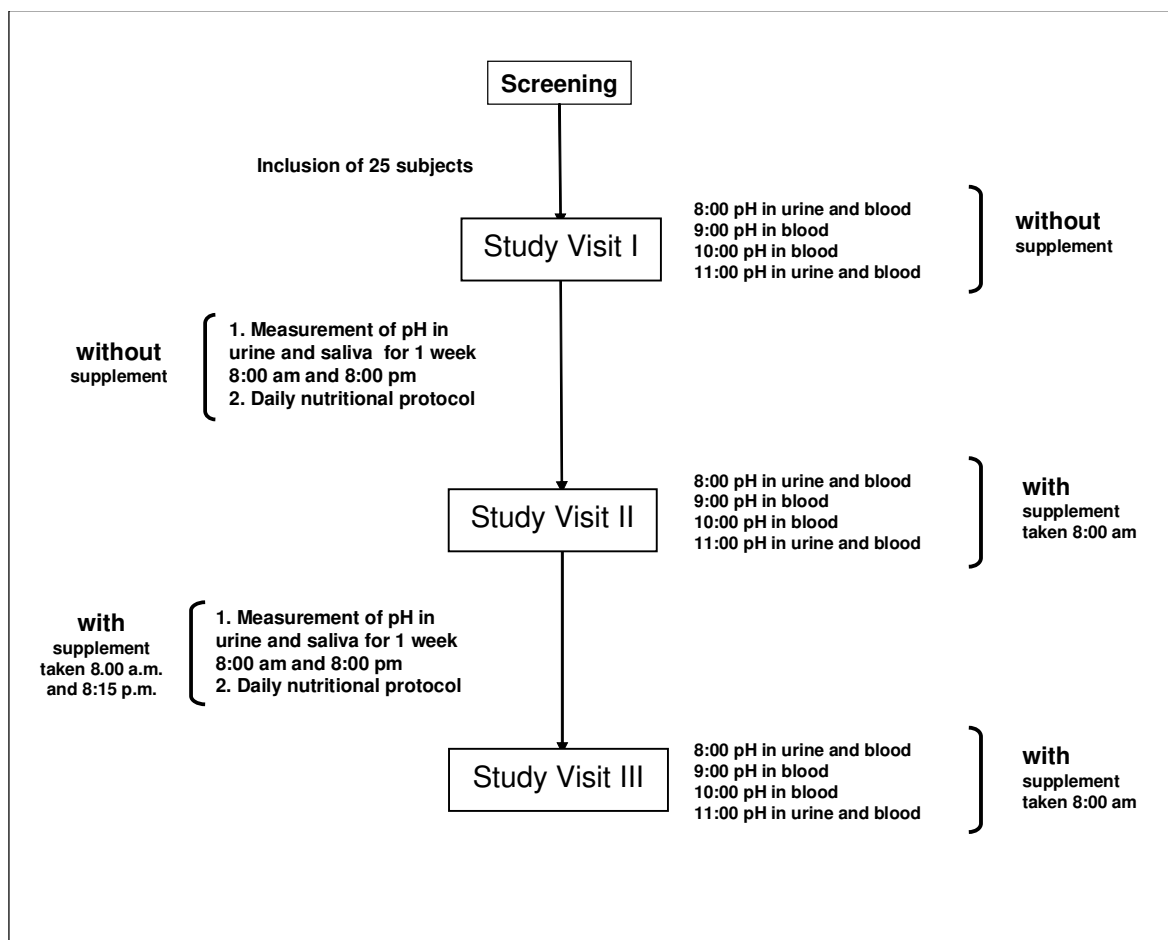 Screening
Inclusion of 25 subjects
Study Visit I
8:00 pH in urine and blood
9:00 pH in blood
10:00 pH in blood
11:00 pH in urine and blood
without
supplement
without
supplement
1. Measurement of pH in
urine and saliva for 1 week
8:00 am and 8:00 pm
2. Daily nutritional protocol
Study Visit II
8:00 pH in urine and blood
9:00 pH in blood
10:00 pH in blood
11:00 pH in urine and blood
with
supplement
taken 8:00 am
with
supplement
taken 8.00 a.m.
and 8:15 p.m.
1. Measurement of pH in
urine and saliva for 1 week
8:00 am and 8:00 pm
2. Daily nutritional protocol
Study Visit III
8:00 pH in urine and blood
9:00 pH in blood
10:00 pH in blood
11:00 pH in urine and blood
with
supplement
taken 8:00 am